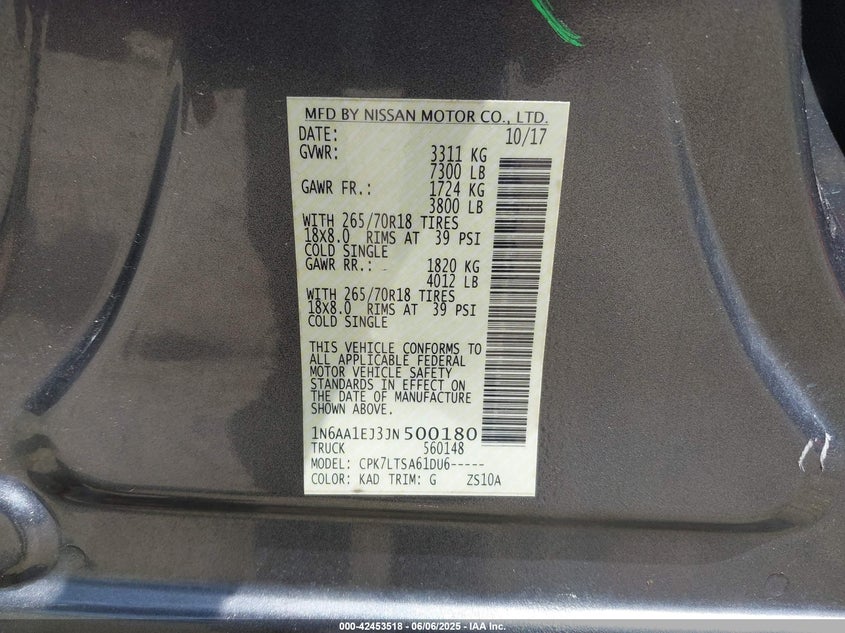 MFD BY NISSAN MOTOR CO., LTD.
DATE: 10/17
GVWR: 3311 KG
7300 LB
GAWR FR.: 1724 KG
3800 LB
WITH 265/70R18 TIRES
18X8.0 RIMS AT 39 PSI
COLD SINGLE
GAWR RR.: 1820 KG
4012 LB
WITH 265/70R18 TIRES
18X8.0 RIMS AT 39 PSI
COLD SINGLE
THIS VEHICLE CONFORMS TO
ALL APPLICABLE FEDERAL
MOTOR VEHICLE SAFETY
STANDARDS IN EFFECT ON
THE DATE OF MANUFACTURE
SHOWN ABOVE.
1N6AA1EJ3JN500180
TRUCK 560148
MODEL: CPK7LTSA61DU6-----
COLOR: KAD TRIM: G ZS10A
000-42453518 - 06/06/2025 - IAA Inc.